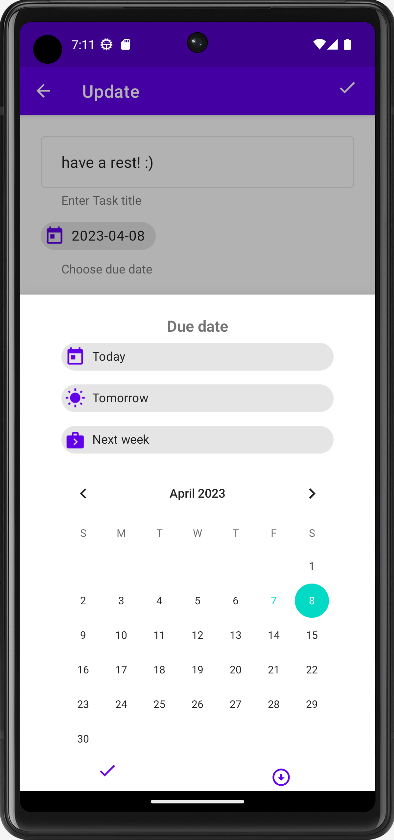 7:11
Update
have a rest! :)
Enter Task title
2023-04-08
Choose due date
Due date
Today
Tomorrow
Next week
April 2023
S M T W T F S
1
2 3 4 5 6 7 8
9 10 11 12 13 14 15
16 17 18 19 20 21 22
23 24 25 26 27 28 29
30